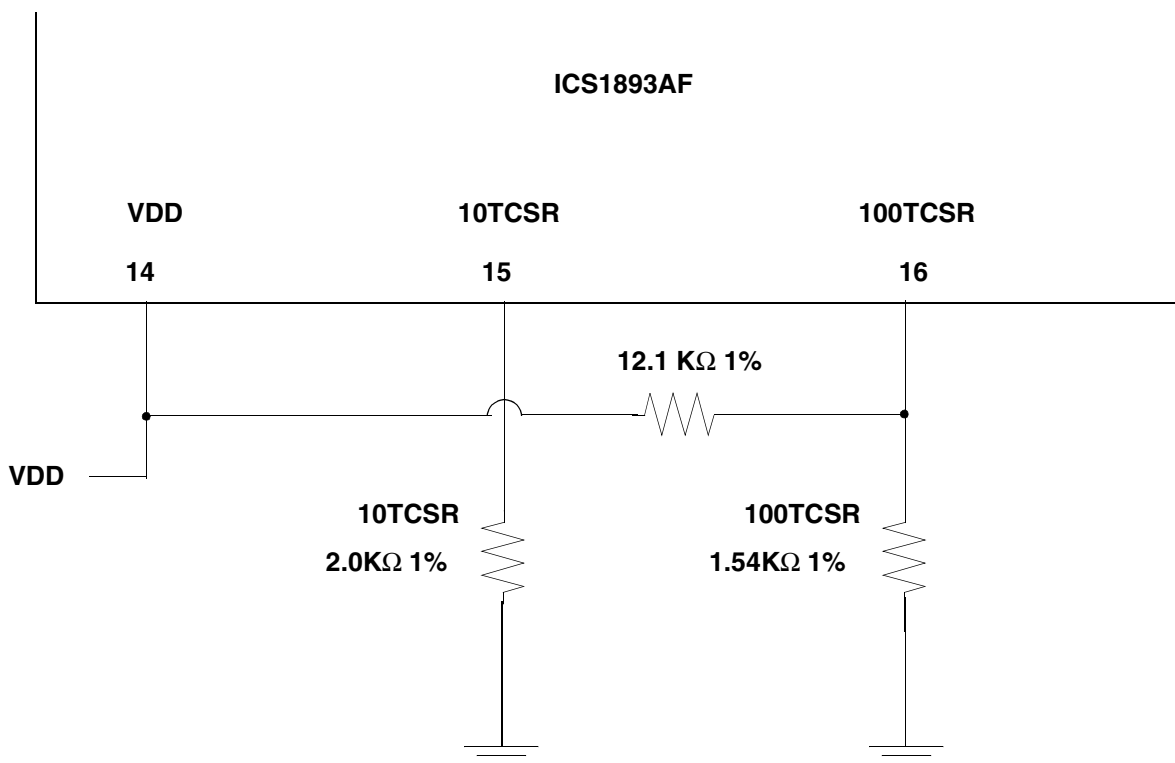 ICS1893AF
VDD 10TCSR 100TCSR
14 15 16
12.1 KΩ 1%
VDD
10TCSR 100TCSR
2.0KΩ 1% 1.54KΩ 1%